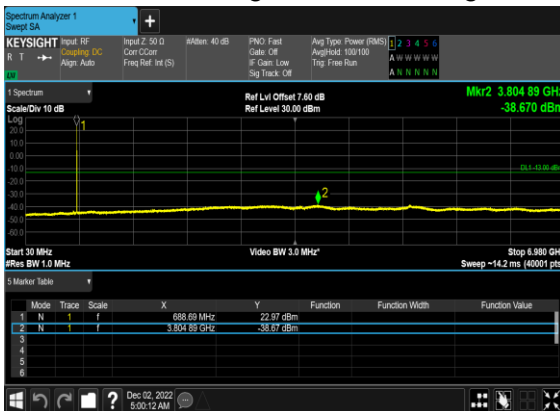 Spectrum Analyzer 1
Swept SA
KEYSIGHT Input: RF Input Z: 50 Ω #Atten: 40 dB PNO: Fast Avg Type: Power (RMS) 1 2 3 4 5 6
R T Coupling: DC Corr CCorr Gate: Off Avg|Hold: 100/100 A W W W W W
Align: Auto Freq Ref: Int (S) IF Gain: Low Trig: Free Run
Sig Track: Off A N N N N N
LV
1 Spectrum Ref Lvl Offset 7.60 dB Mkr2 3.804 89 GHz
Scale/Div 10 dB Ref Level 30.00 dBm -38.670 dBm
Log
20.0 1
10.0
0.00
-10.0 DL1 -13.00 dBm
-20.0
-30.0 2
-40.0
-50.0
-60.0
Start 30 MHz Video BW 3.0 MHz* Stop 6.980 GHz
#Res BW 1.0 MHz Sweep ~14.2 ms (40001 pts)
5 Marker Table
Mode Trace Scale X Y Function Function Width Function Value
1 N 1 f 688.69 MHz 22.97 dBm
2 N 1 f 3.804 89 GHz -38.67 dBm
3
4
5
6
? Dec 02, 2022
5:00:12 AM